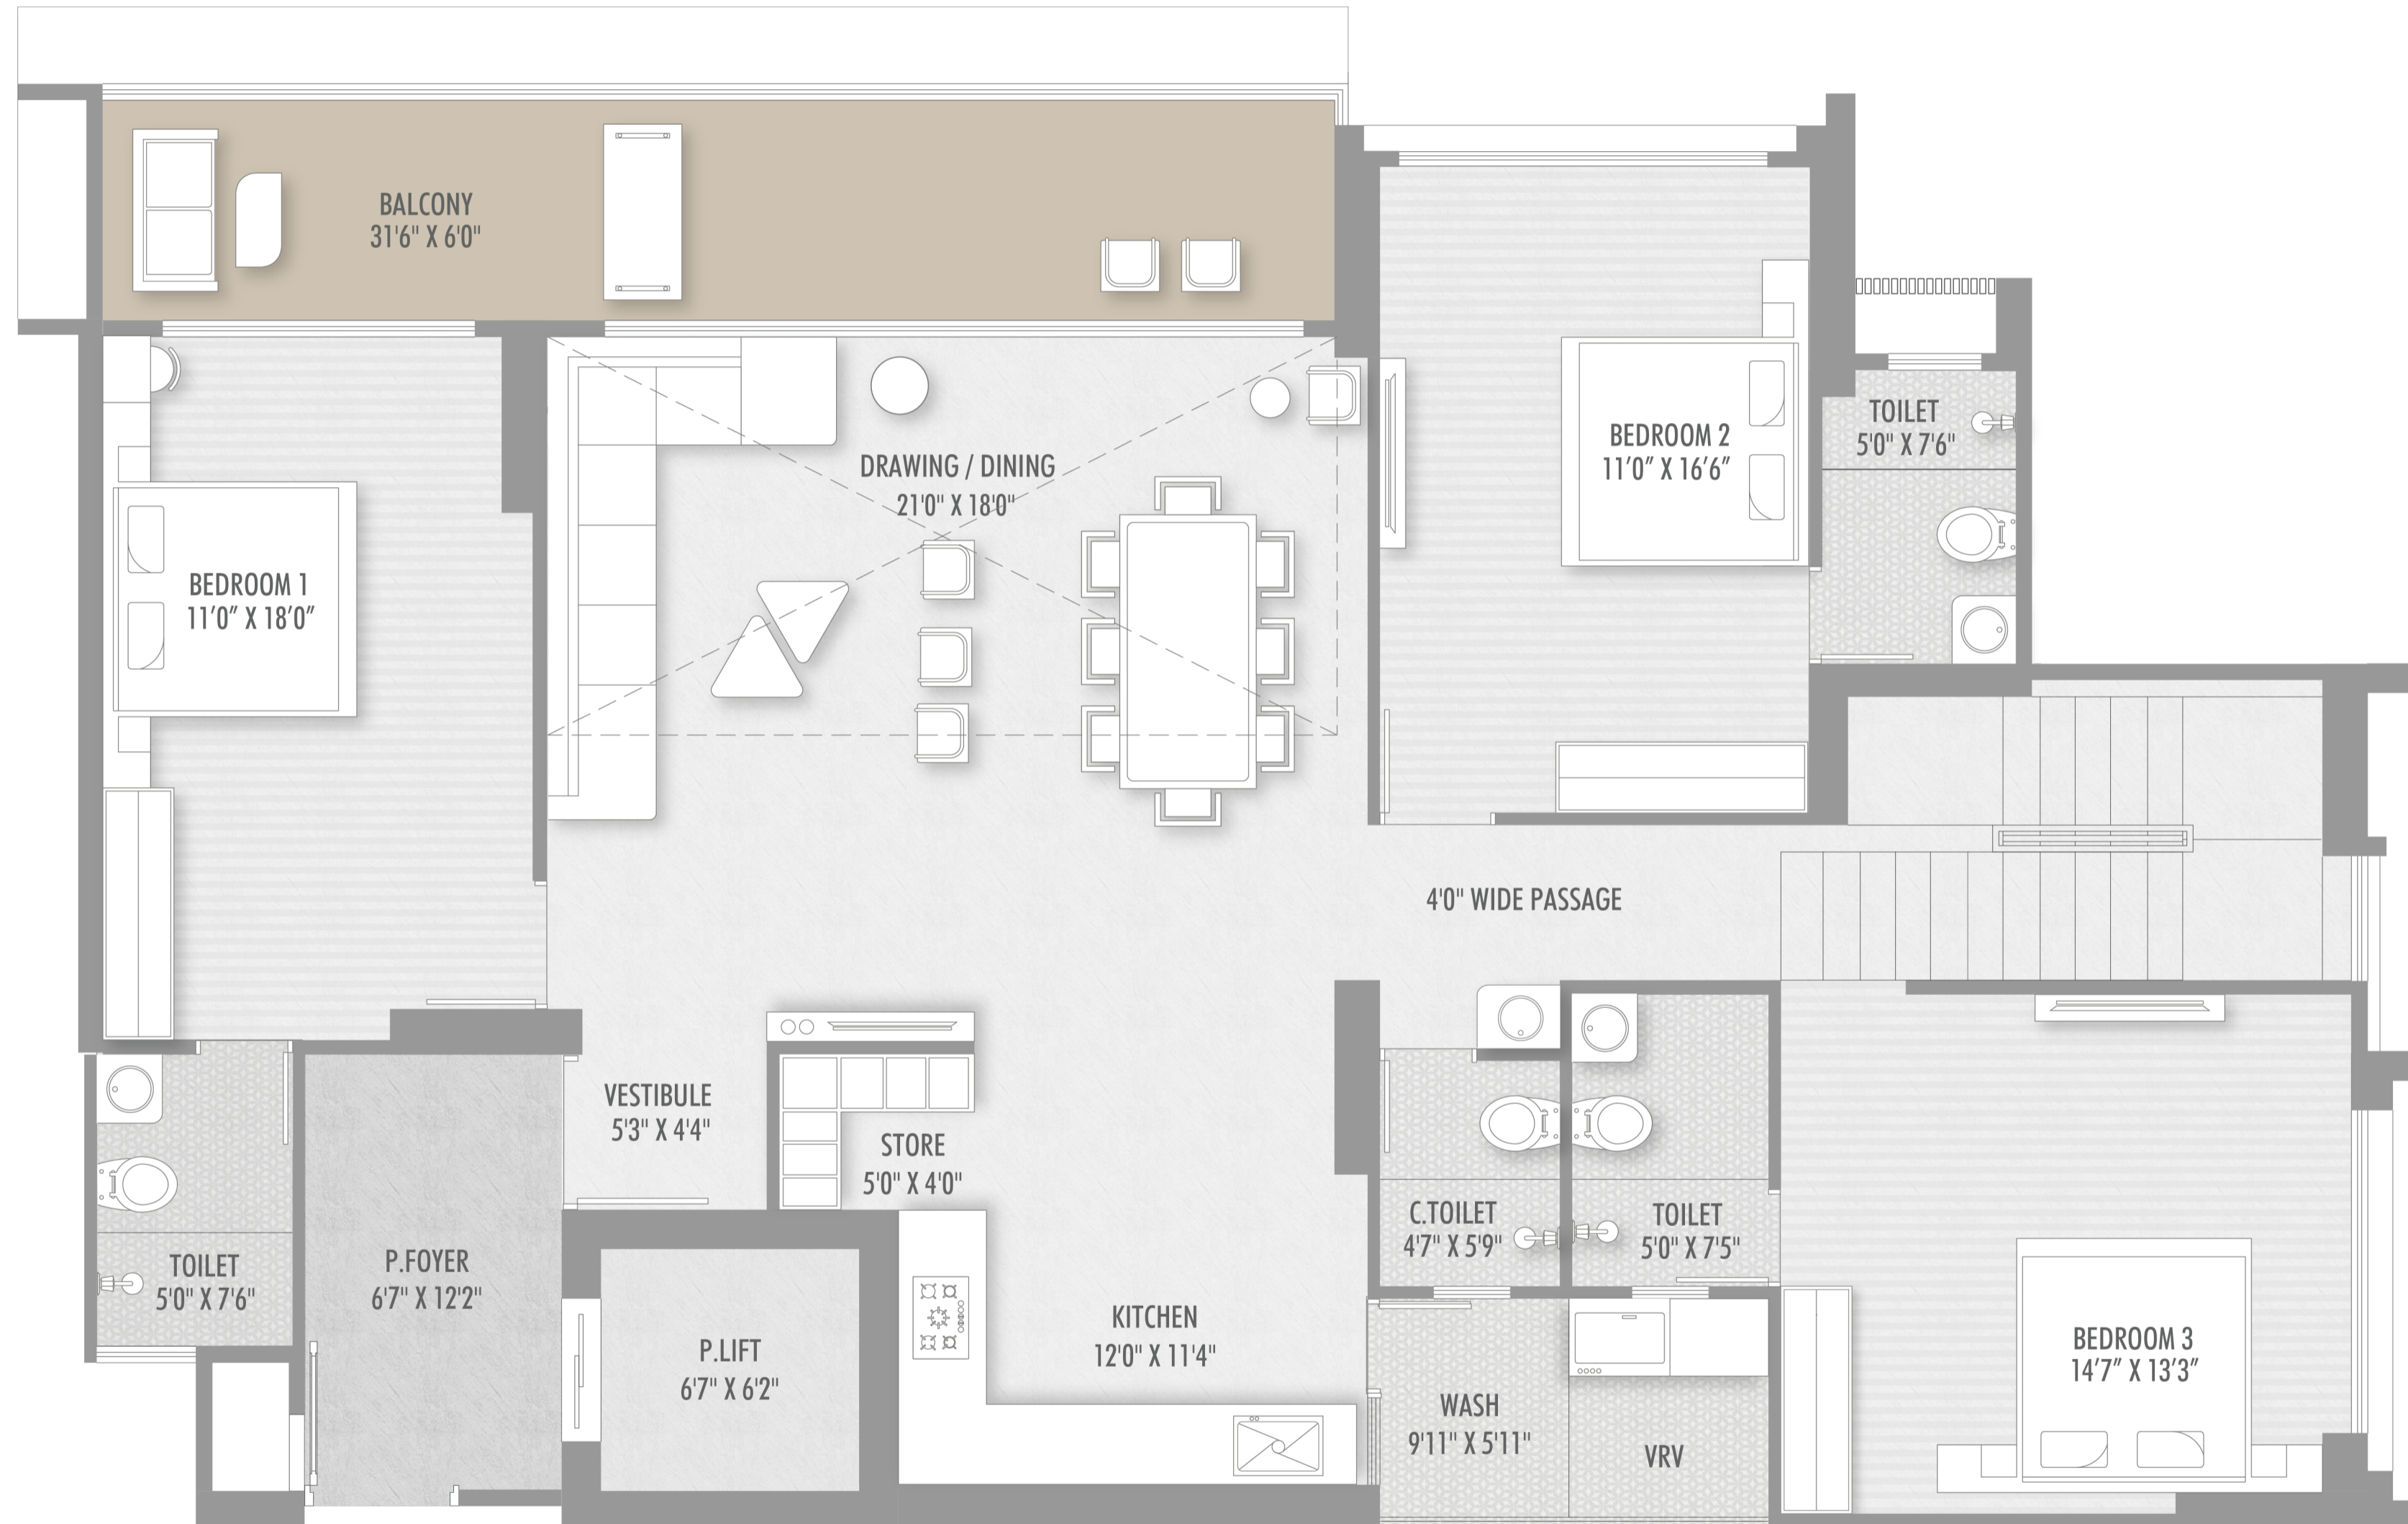 BALCONY
31'6" X 6'0"
DRAWING / DINING
21'0" X 18'0"
BEDROOM 1
11'0" X 18'0"
BEDROOM 2
11'0" X 16'6"
TOILET
5'0" X 7'6"
4'0" WIDE PASSAGE
VESTIBULE
5'3" X 4'4"
STORE
5'0" X 4'0"
C.TOILET
4'7" X 5'9"
TOILET
5'0" X 7'5"
TOILET
5'0" X 7'6"
P.FOYER
6'7" X 12'2"
P.LIFT
6'7" X 6'2"
KITCHEN
12'0" X 11'4"
WASH
9'11" X 5'11"
VRV
BEDROOM 3
14'7" X 13'3"